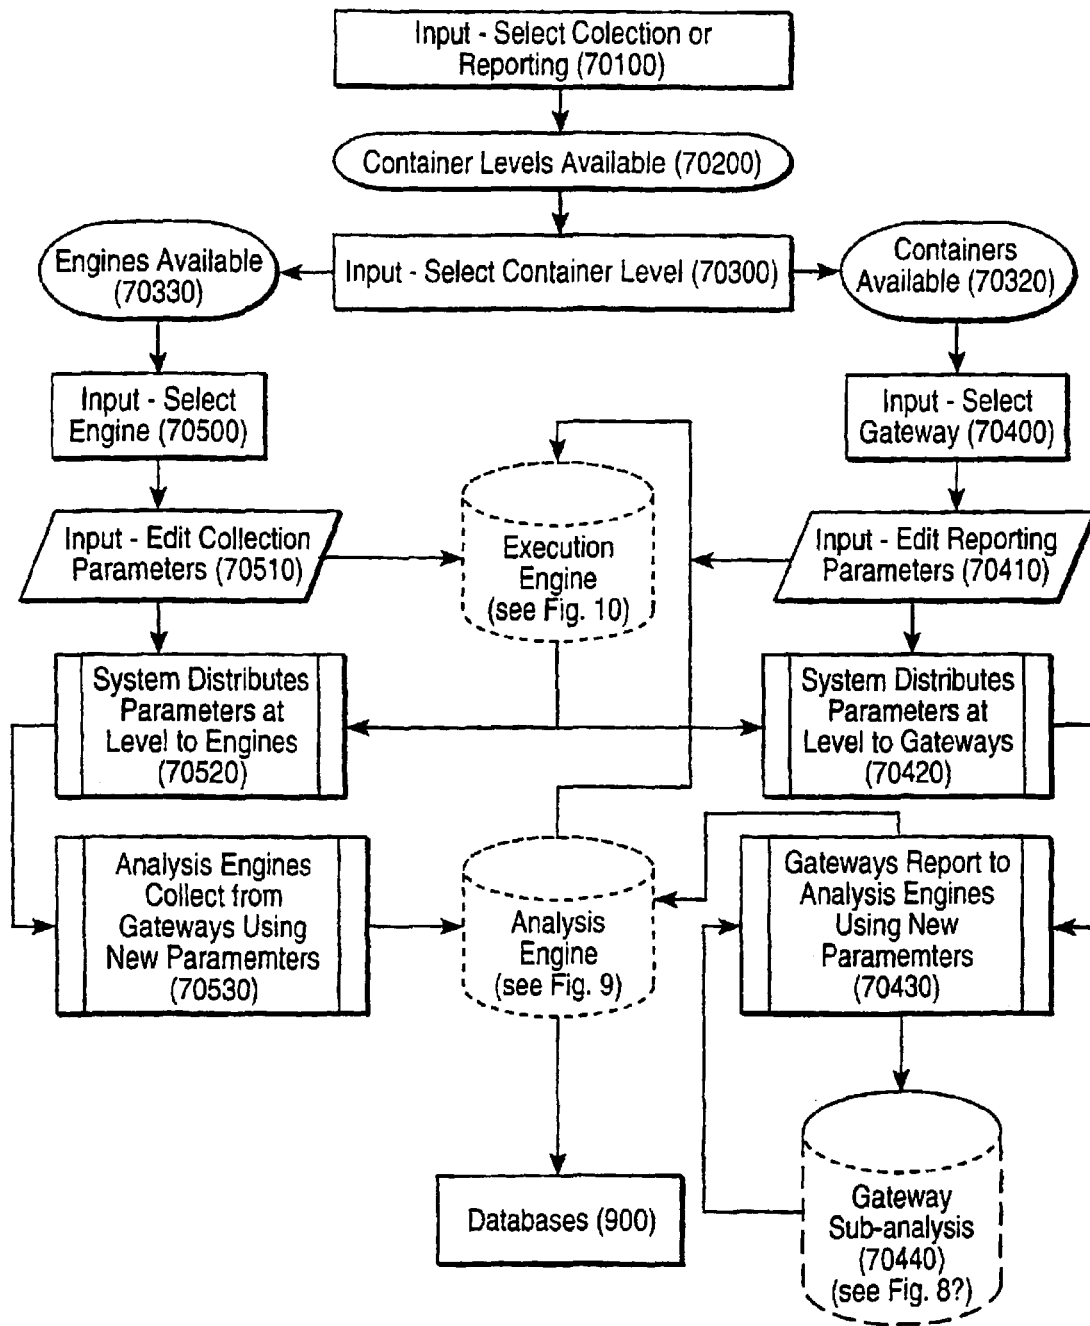 Input - Select Colection or
Reporting (70100)
Container Levels Available (70200)
Engines Available
(70330)
Input - Select Container Level (70300)
Containers
Available (70320)
Input - Select
Engine (70500)
Input - Select
Gateway (70400)
Input - Edit Collection
Parameters (70510)
Execution
Engine
(see Fig. 10)
Input - Edit Reporting
Parameters (70410)
System Distributes
Parameters at
Level to Engines
(70520)
System Distributes
Parameters at
Level to Gateways
(70420)
Analysis Engines
Collect from
Gateways Using
New Paramemters
(70530)
Analysis
Engine
(see Fig. 9)
Gateways Report to
Analysis Engines
Using New
Paramemters
(70430)
Databases (900)
Gateway
Sub-analysis
(70440)
(see Fig. 8?)